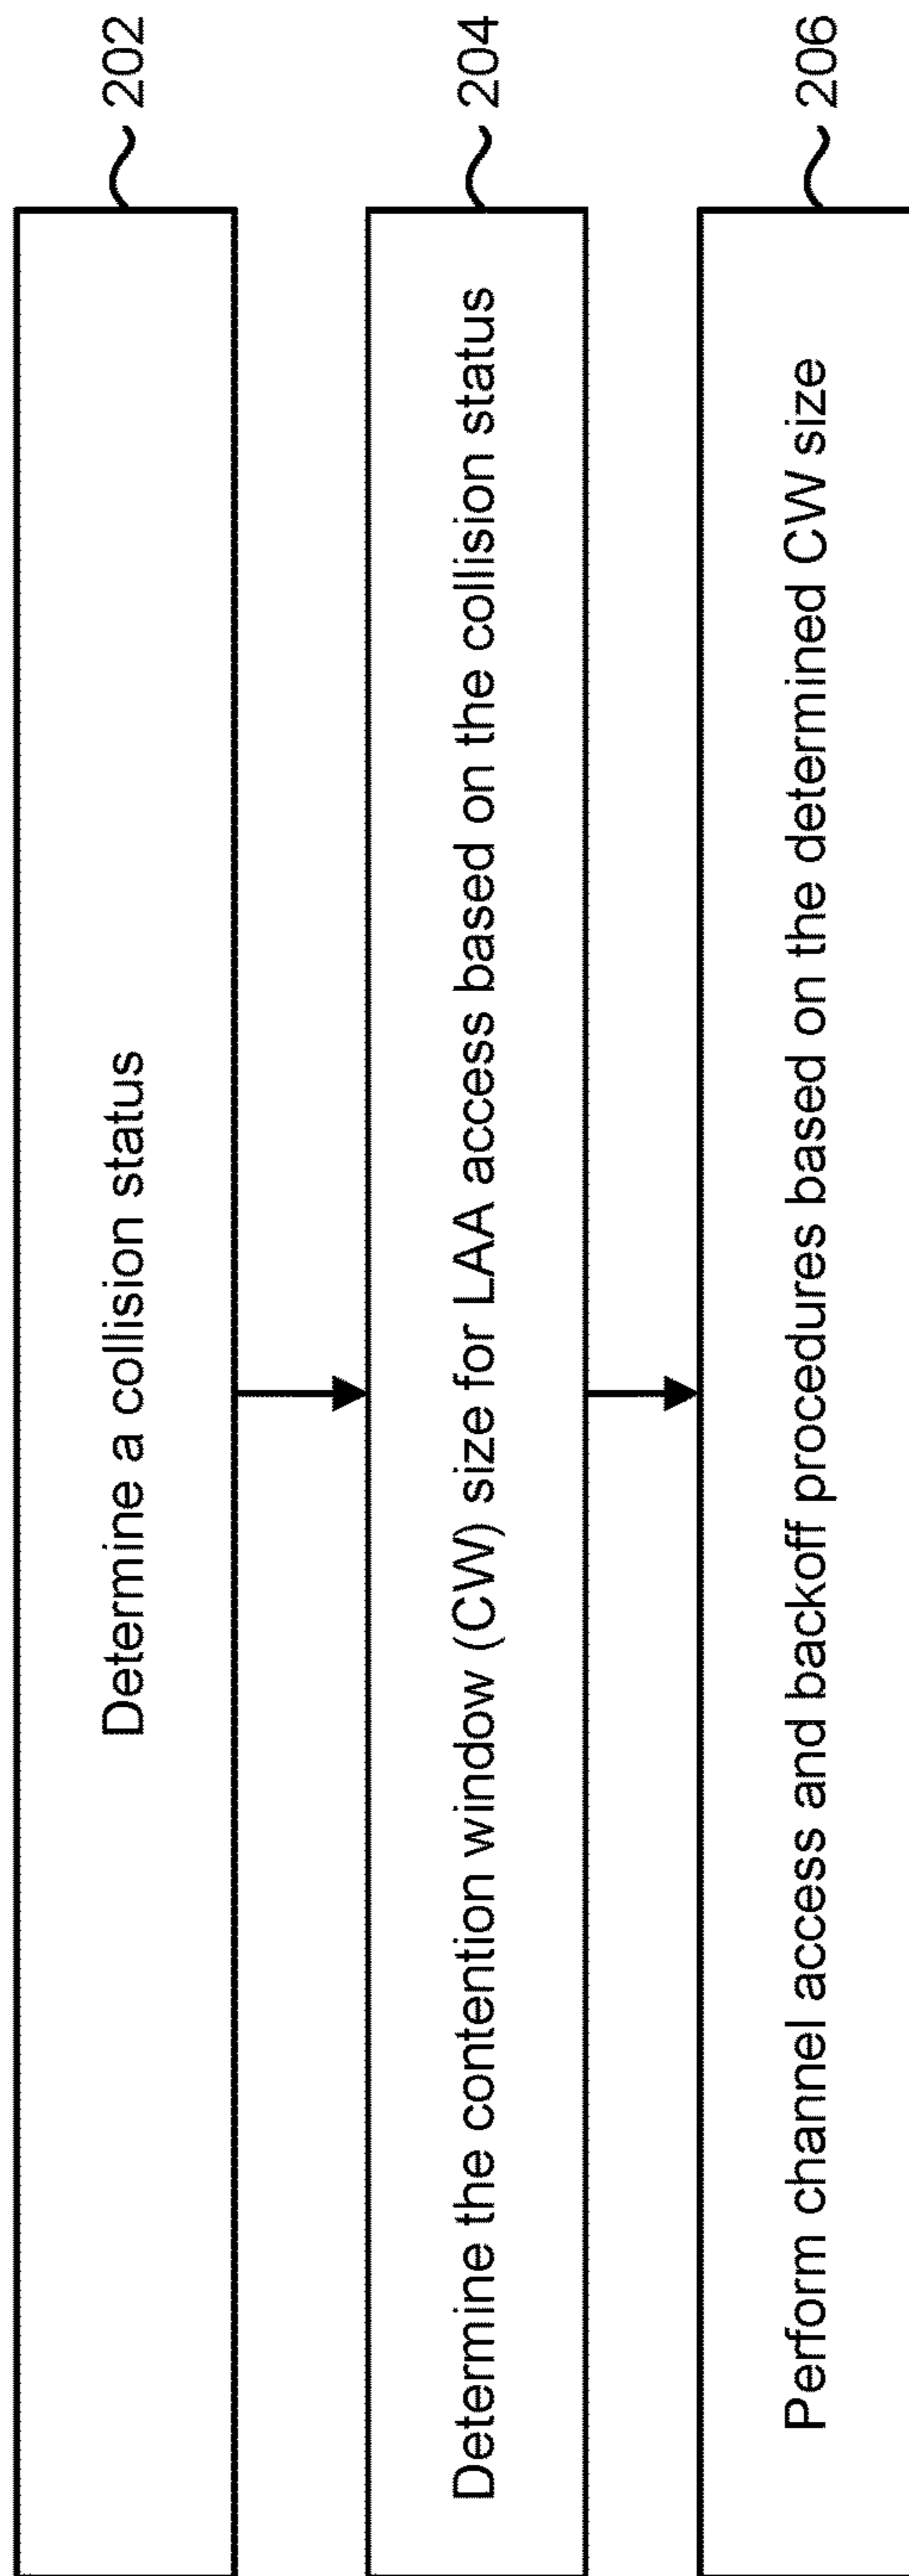 Determine a collision status
202
Determine the contention window (CW) size for LAA access based on the collision status
204
Perform channel access and backoff procedures based on the determined CW size
206